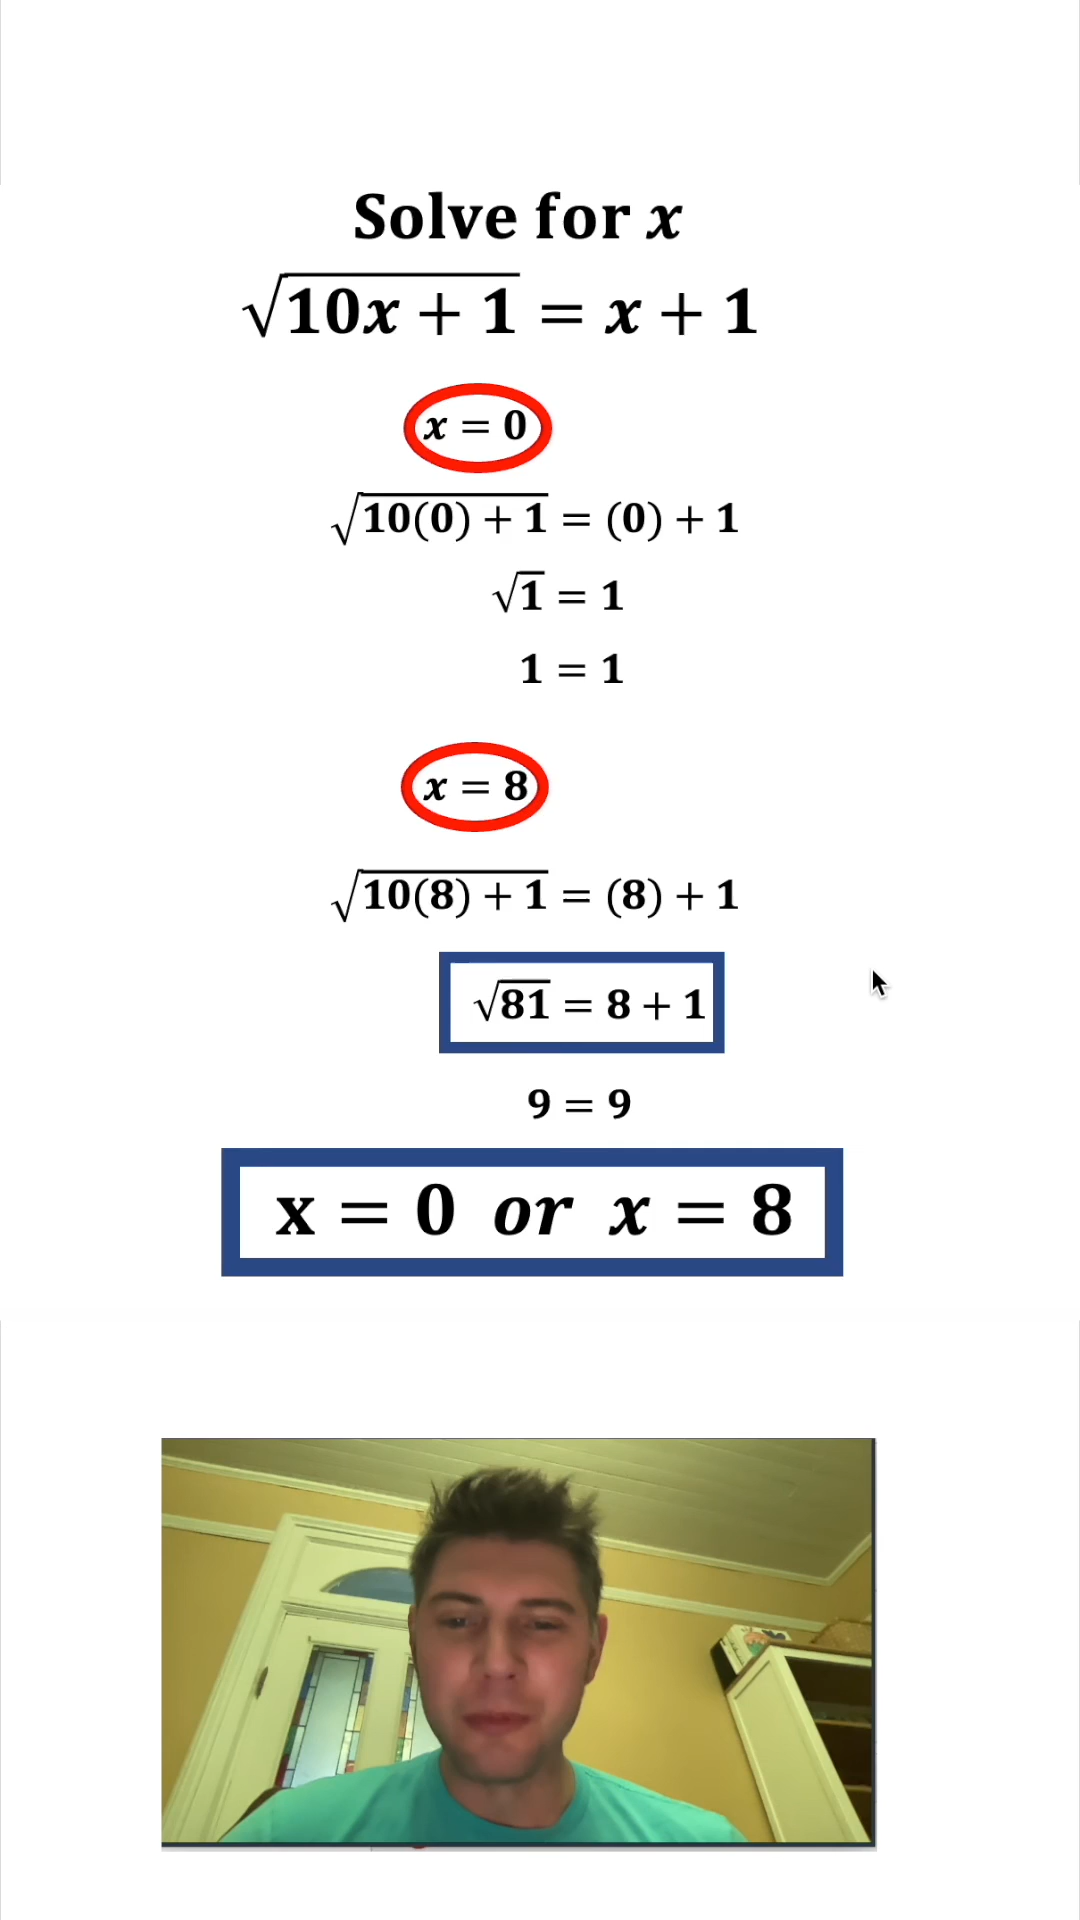 Solve for x
√10x + 1 = x + 1
x = 0
√10(0) + 1 = (0) + 1
√1 = 1
1 = 1
x = 8
√10(8) + 1 = (8) + 1
√81 = 8 + 1
9 = 9
x = 0 or x = 8